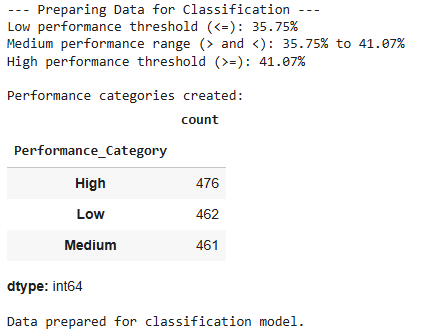 --- Preparing Data for Classification ---
Low performance threshold (<=): 35.75%
Medium performance range (> and <): 35.75% to 41.07%
High performance threshold (>=): 41.07%
Performance categories created:
count
Performance_Category
High 476
Low 462
Medium 461
dtype: int64
Data prepared for classification model.